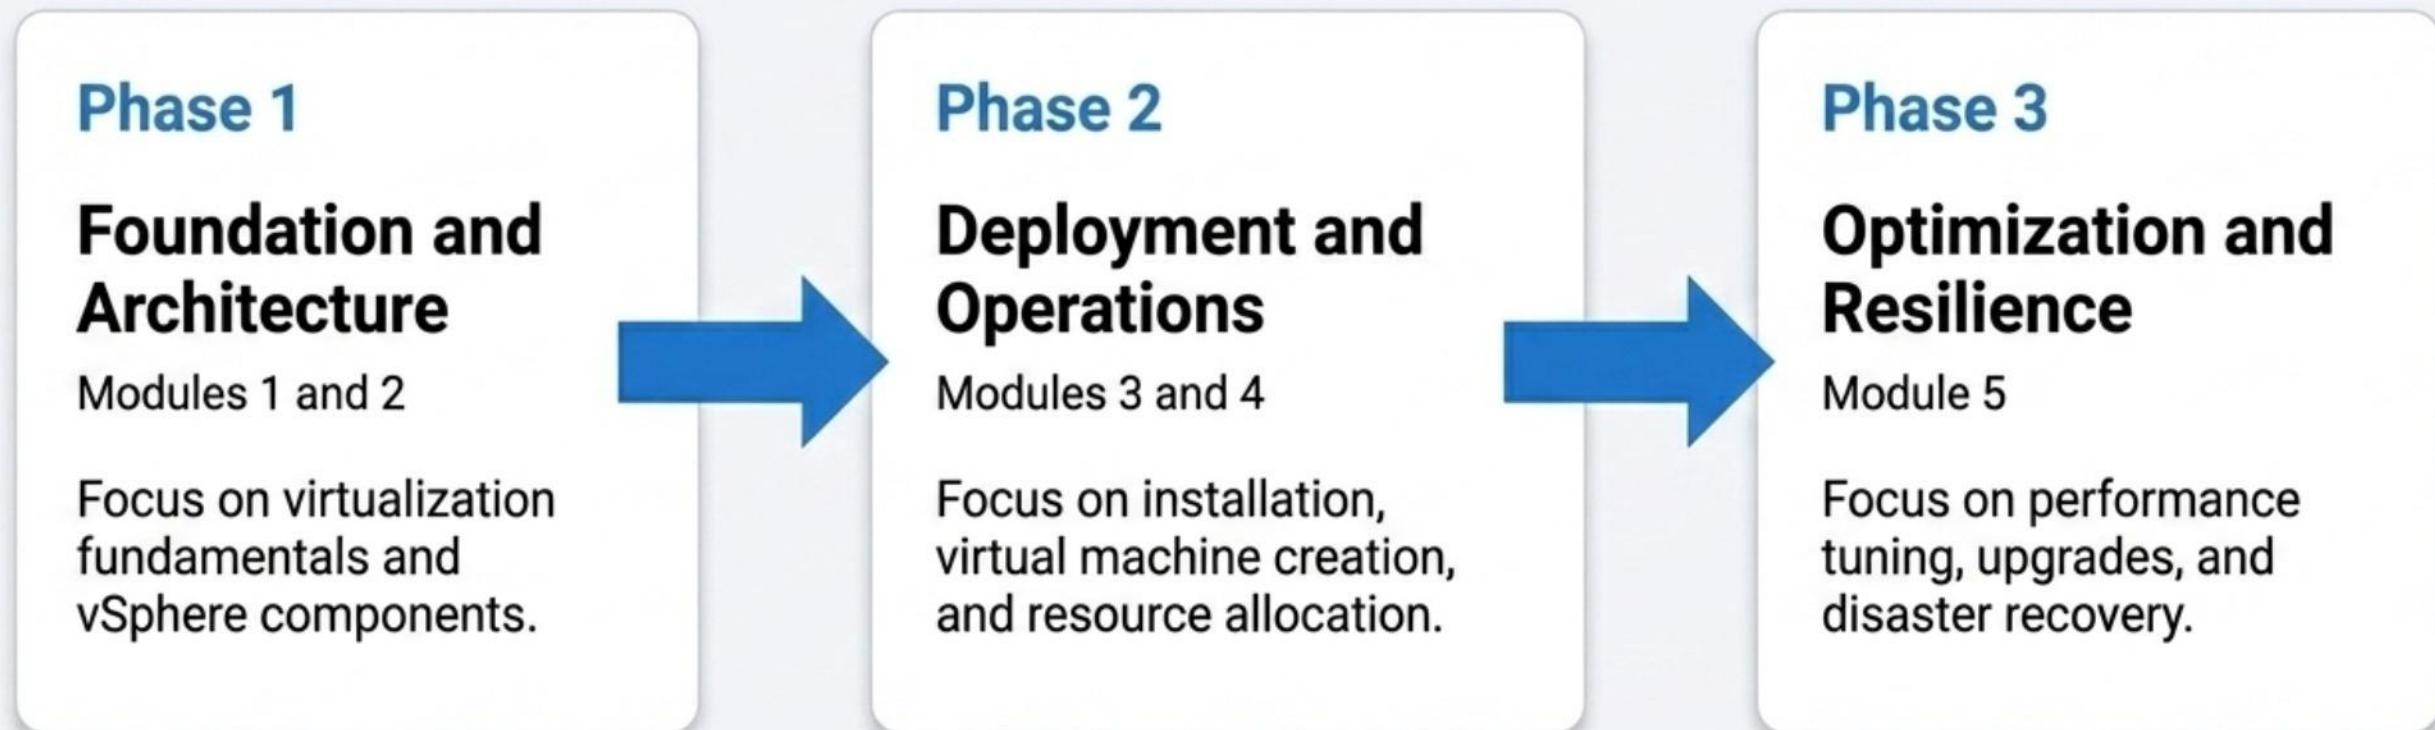 Phase 1
Foundation and
Architecture
Modules 1 and 2
Focus on virtualization
fundamentals and
vSphere components.
Phase 2
Deployment and
Operations
Modules 3 and 4
Focus on installation,
virtual machine creation,
and resource allocation.
Phase 3
Optimization and
Resilience
Module 5
Focus on performance
tuning, upgrades, and
disaster recovery.